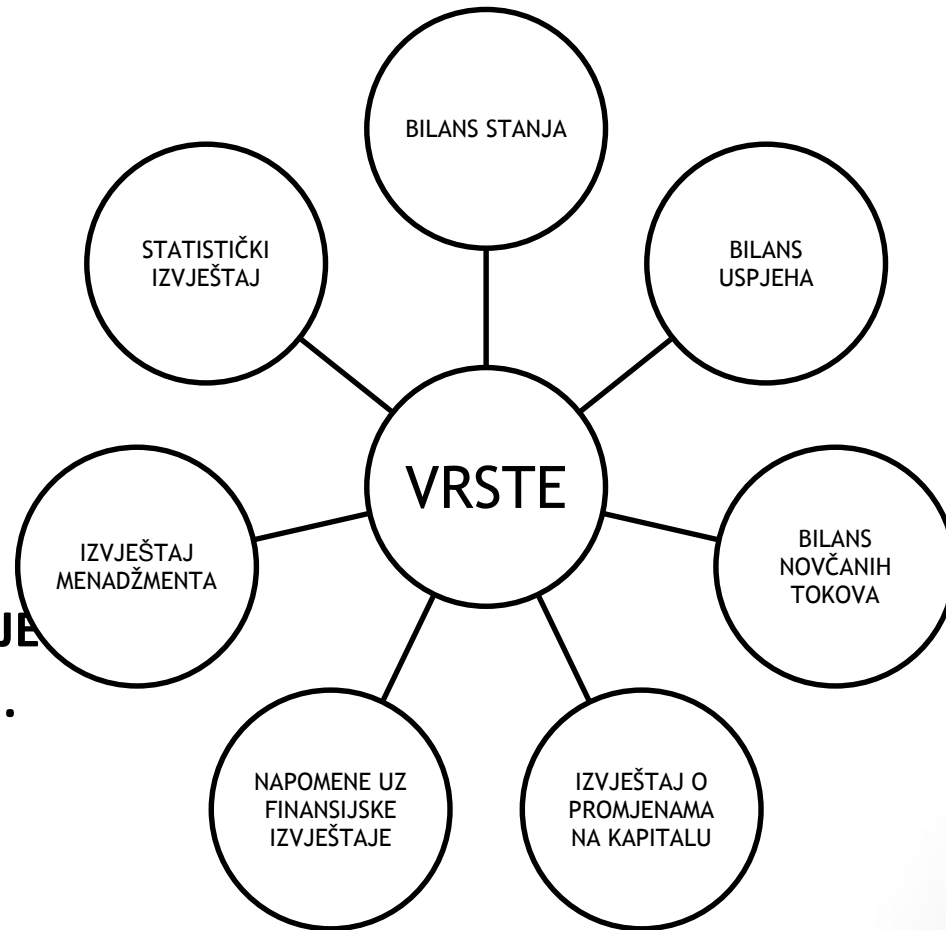 BILANS STANJA
STATISTIČKI
IZVJEŠTAJ
BILANS
USPJEHA
VRSTE
IZVJEŠTAJ
MENADŽMENTA
BILANS
NOVČANIH
TOKOVA
JE
.
NAPOMENE UZ
FINANSIJSKE
IZVJEŠTAJE
IZVJEŠTAJ O
PROMJENAMA
NA KAPITALU